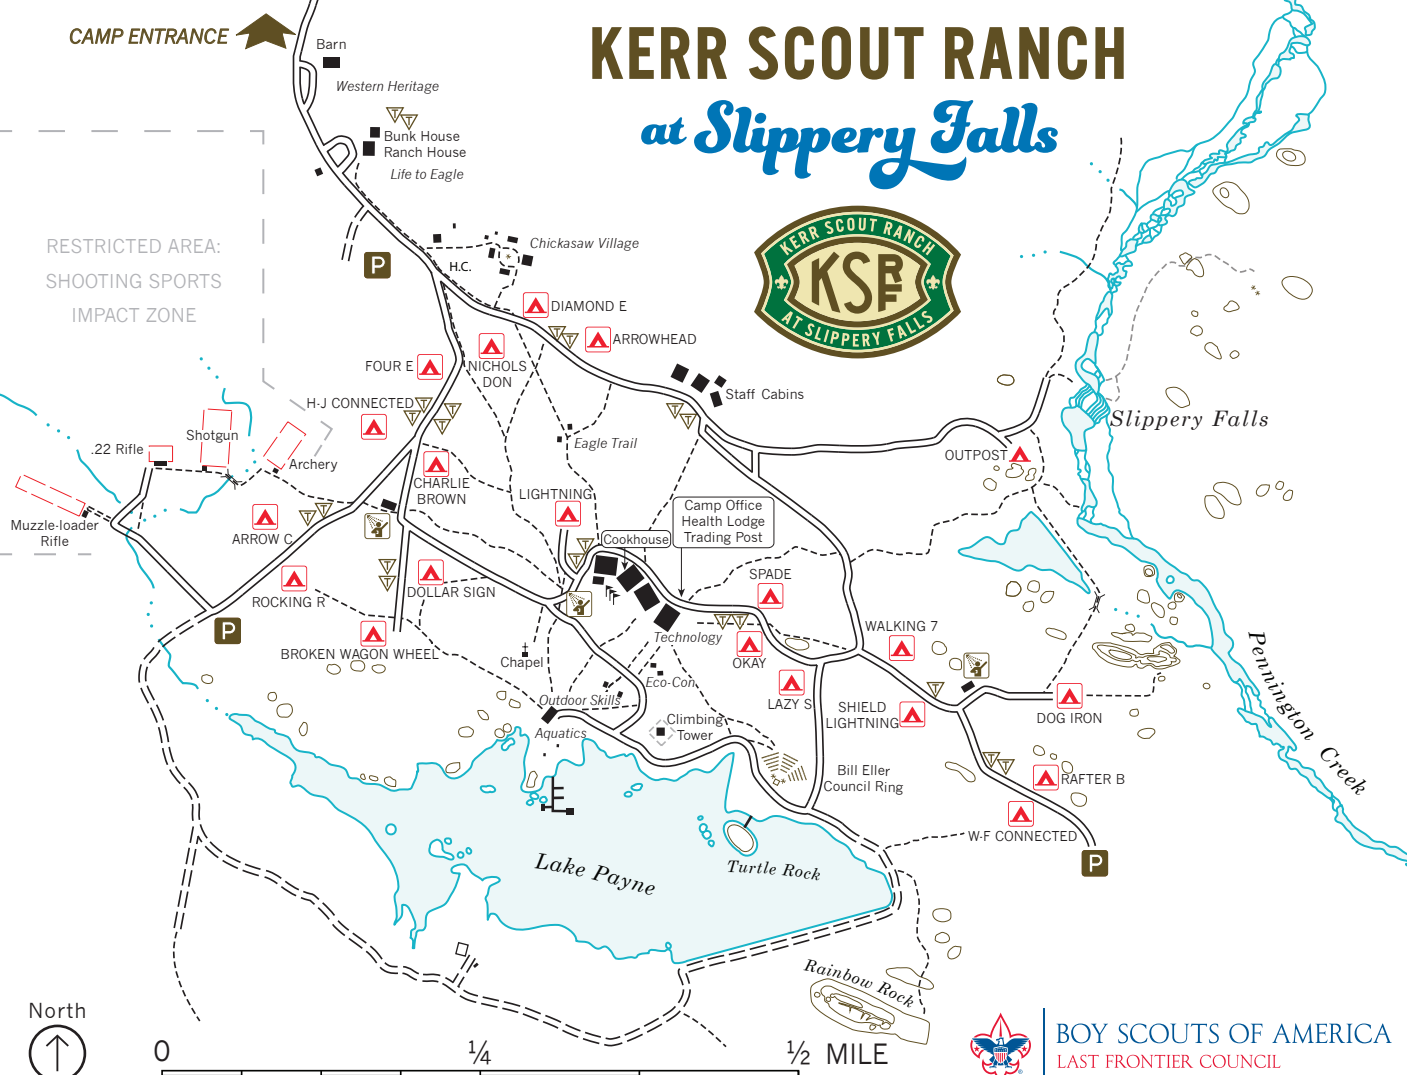 CAMP ENTRANCE
KERR SCOUT RANCH
at Slippery Falls
Barn
Western Heritage
T
T
Bunk House
Ranch House
Life to Eagle
RESTRICTED AREA:
SHOOTING SPORTS
IMPACT ZONE
P
Chickasaw Village
H.C.
KERR SCOUT RANCH
KSRF
AT SLIPPERY FALLS
DIAMOND E
T
T
ARROWHEAD
FOUR E
NICHOLS
DON
Staff Cabins
H-J CONNECTED
T
T
T
T
T
T
Slippery Falls
Shotgun
.22 Rifle
Archery
Eagle Trail
OUTPOST
CHARLIE
BROWN
LIGHTNING
Camp Office
Health Lodge
Trading Post
Muzzle-loader
Rifle
ARROW C
T
T
Cookhouse
T
T
T
T
SPADE
ROCKING R
DOLLAR SIGN
P
Technology
T
T
WALKING 7
BROKEN WAGON WHEEL
Chapel
OKAY
Eco-Con
LAZY S
T
Outdoor Skills
SHIELD
LIGHTNING
DOG IRON
Aquatics
Climbing
Tower
Pennington Creek
T
T
Bill Eller
Council Ring
RAFTER B
W-F CONNECTED
P
Lake Payne
Turtle Rock
Rainbow Rock
North
0
¼
½ MILE
BOY SCOUTS OF AMERICA
LAST FRONTIER COUNCIL